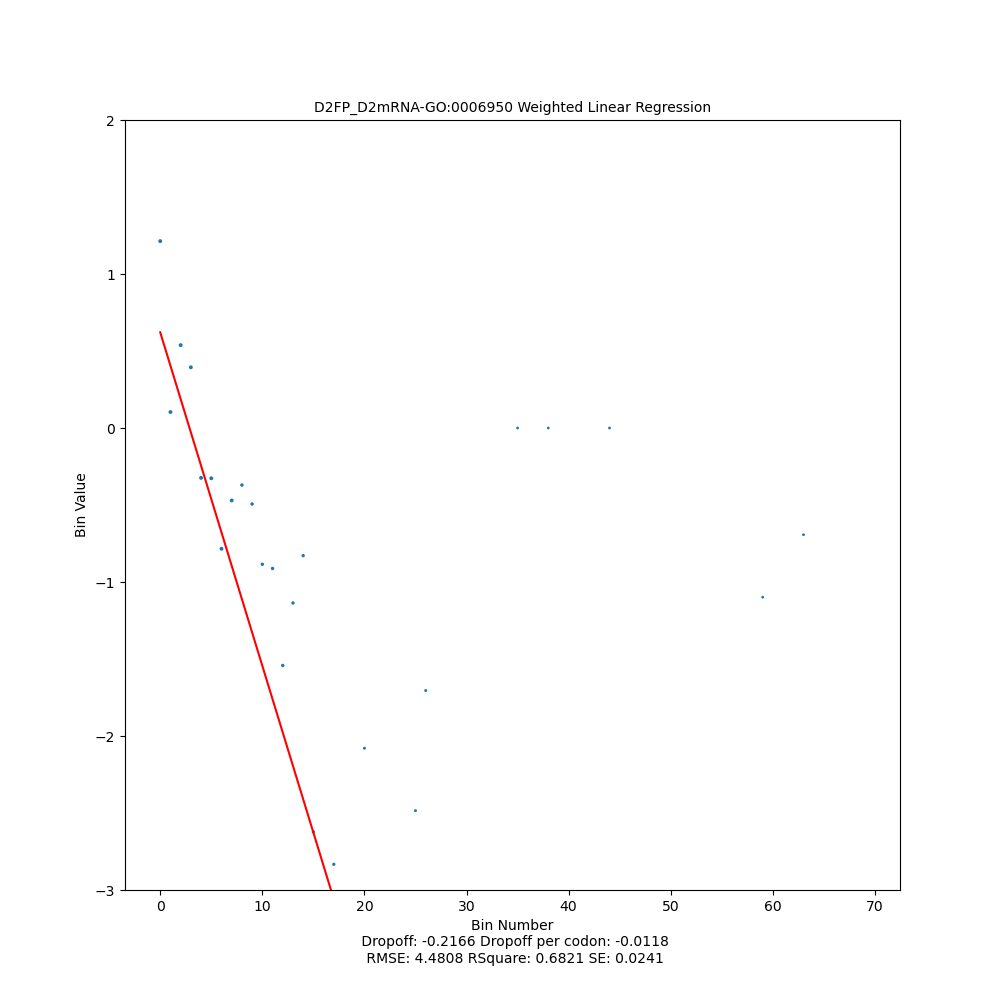 D2FP_D2mRNA-GO:0006950 Weighted Linear Regression
2
1
0
−1
−2
−3
Bin Value
0 10 20 30 40 50 60 70
Bin Number
Dropoff: -0.2166 Dropoff per codon: -0.0118
RMSE: 4.4808 RSquare: 0.6821 SE: 0.0241